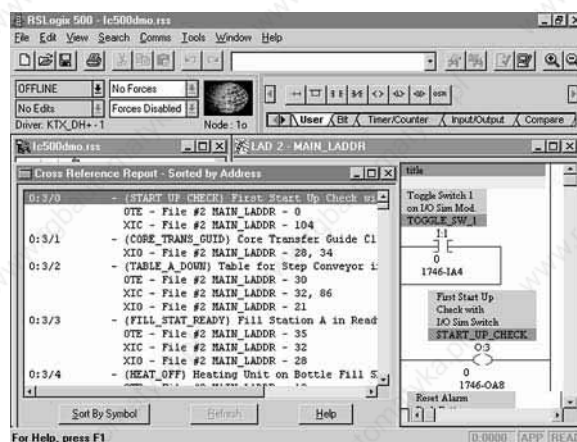 RSLogix 500 - lc500dmo.rss
File Edit View Search Comms Tools Window Help
OFFLINE No Forces
No Edits Forces Disabled
Driver: KTX_DH+-1 Node: 1o
User Bit Timer/Counter Input/Output Compare
lc500dmo.rss
LAD 2 - MAIN_LADDR
Cross Reference Report - Sorted by Address
O:3/0 - (START UP CHECK) First Start Up Check wi
OTE - File #2 MAIN_LADDR - 0
XIC - File #2 MAIN_LADDR - 104
O:3/1 - (CORE_TRANS_GUID) Core Transfer Guide Cl
XIO - File #2 MAIN_LADDR - 28, 34
O:3/2 - (TABLE_A_DOWN) Table for Step Conveyor i
OTE - File #2 MAIN_LADDR - 30
XIC - File #2 MAIN_LADDR - 32, 86
XIO - File #2 MAIN_LADDR - 21
O:3/3 - (FILL_STAT_READY) Fill Station A in Read
OTE - File #2 MAIN_LADDR - 35
XIC - File #2 MAIN_LADDR - 32
XIO - File #2 MAIN_LADDR - 28
O:3/4 - (HEAT_OFF) Heating Unit on Bottle Fill S
Sort By Symbol Refresh Help
title
Toggle Switch 1
on I/O Sim Mod.
TOGGLE_SW_1
I:1
0
1746-IA4
First Start Up
Check with
I/O Sim Switch
START_UP_CHECK
O:3
0
1746-OA8
Reset Alarm
For Help, press F1
0:0000 APP READ